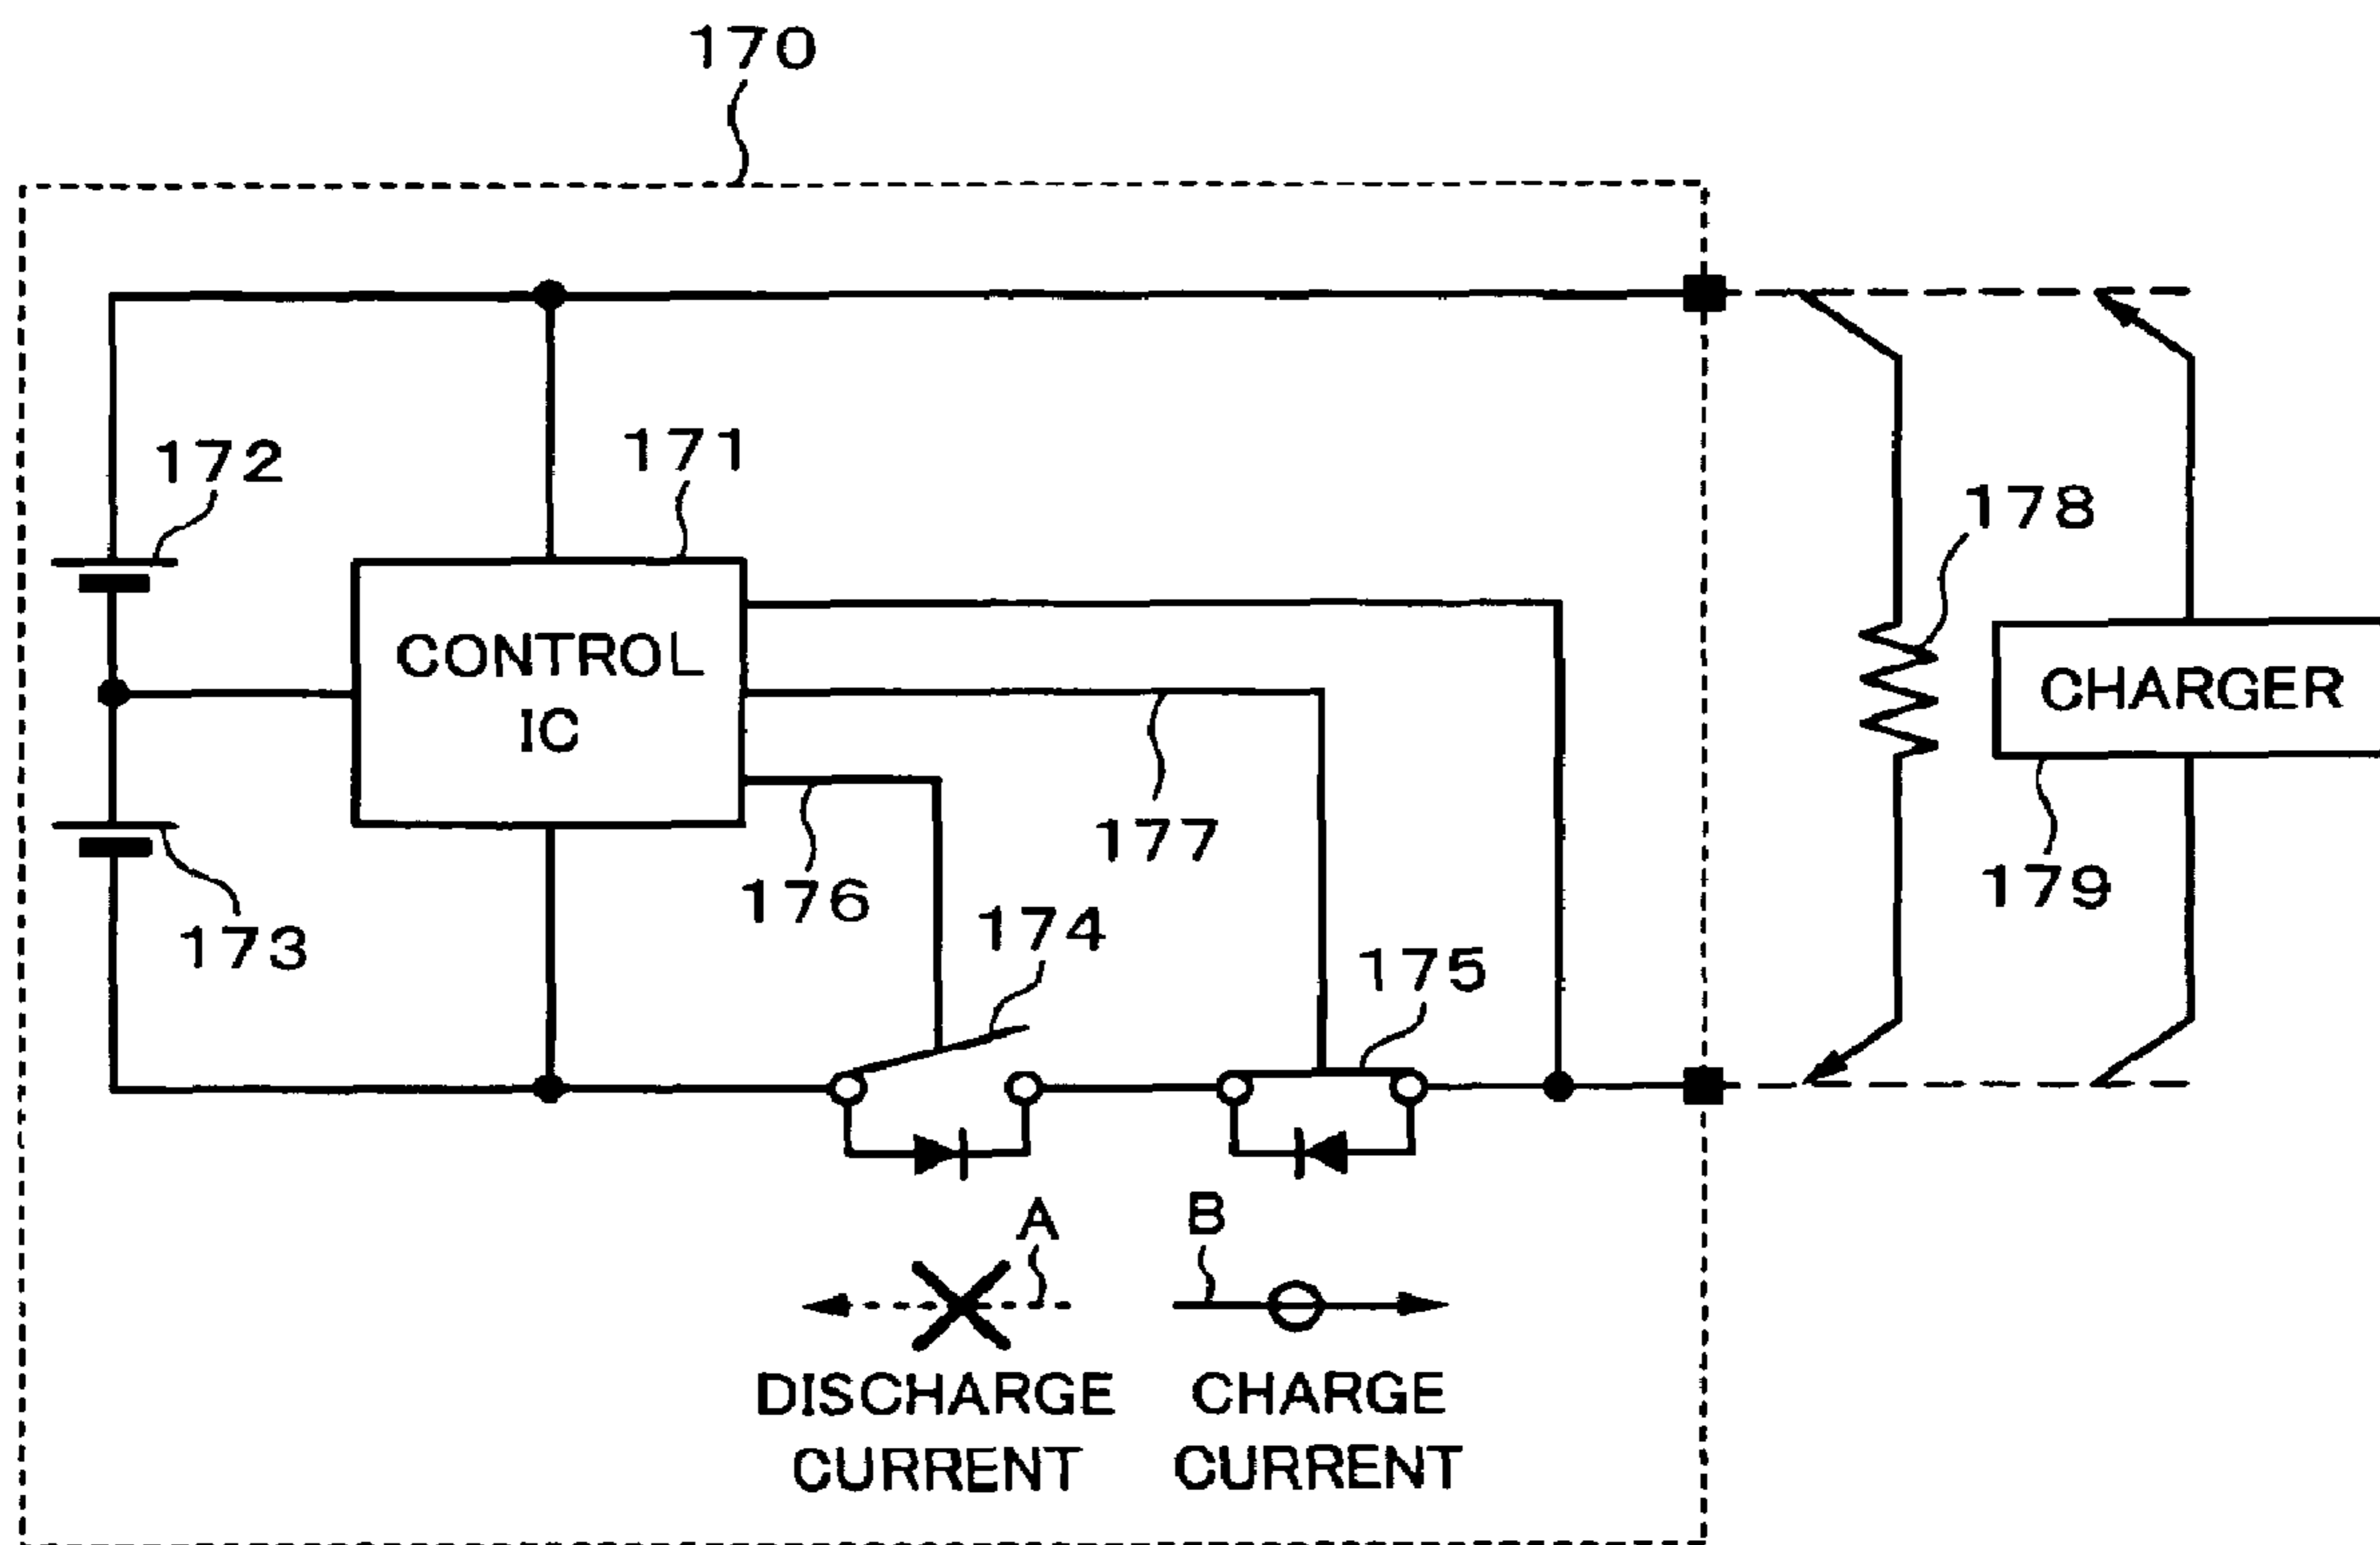 170
172
171
178
CONTROL
IC
CHARGER
177
179
176
174
173
175
A
B
DISCHARGE
CURRENT
CHARGE
CURRENT